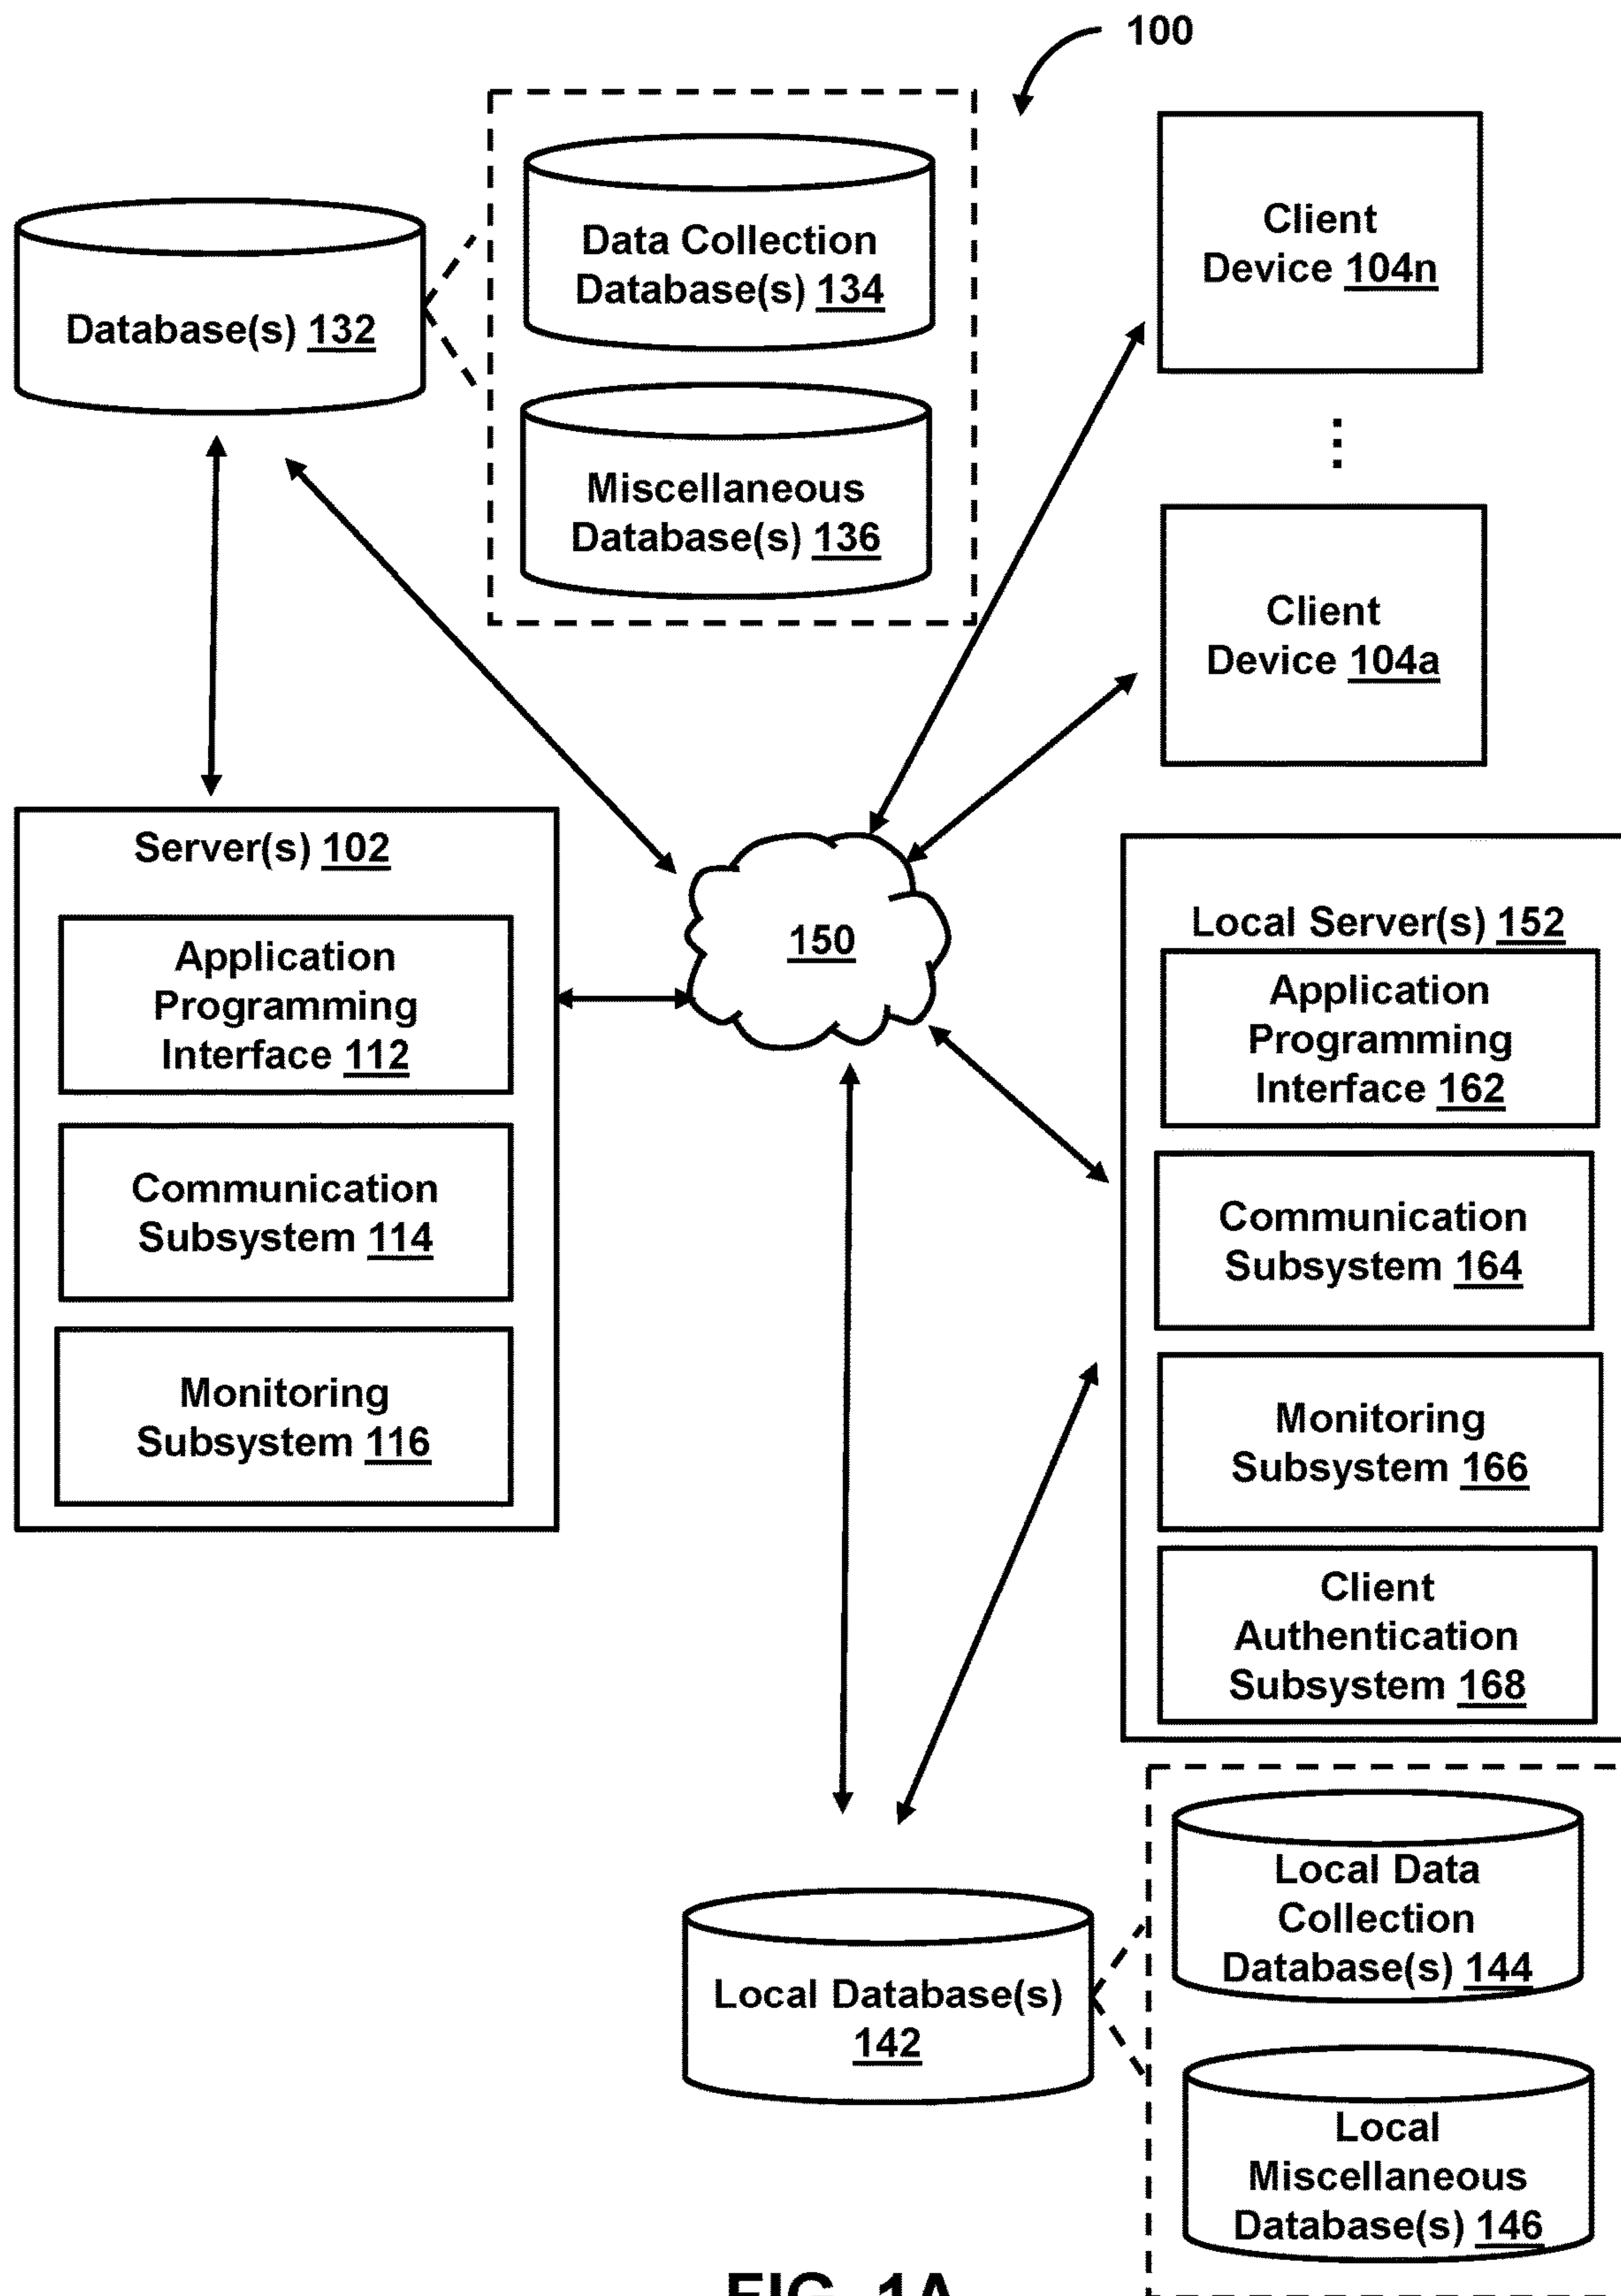 100
Data Collection
Database(s) 134
Database(s) 132
Miscellaneous
Database(s) 136
Client
Device 104n
Client
Device 104a
Server(s) 102
Application
Programming
Interface 112
Communication
Subsystem 114
Monitoring
Subsystem 116
150
Local Server(s) 152
Application
Programming
Interface 162
Communication
Subsystem 164
Monitoring
Subsystem 166
Client
Authentication
Subsystem 168
Local Database(s)
142
Local Data
Collection
Database(s) 144
Local
Miscellaneous
Database(s) 146
FIG. 1A